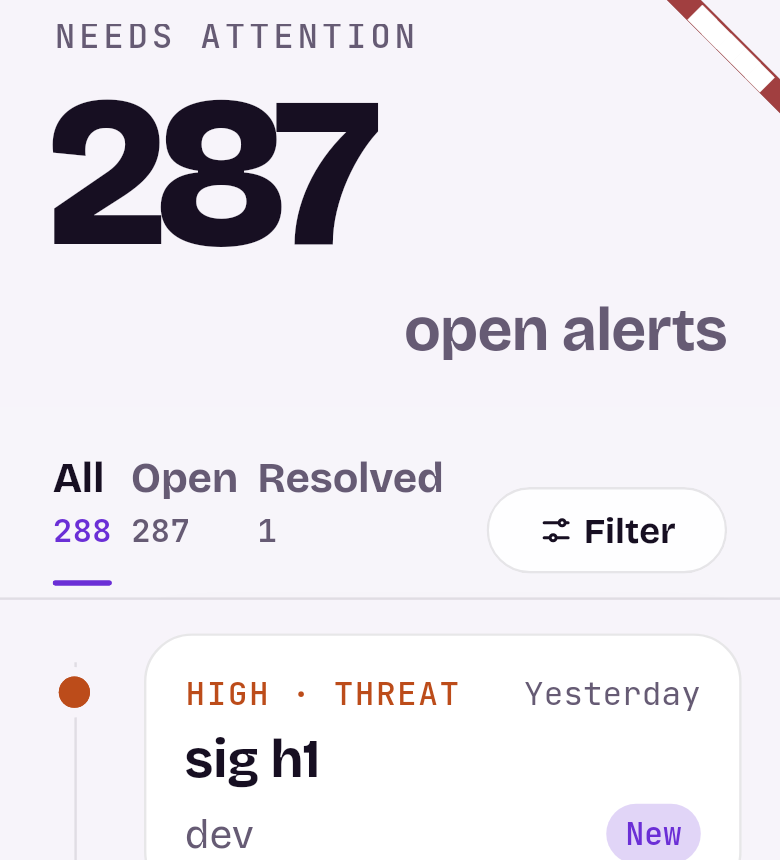 NEEDS ATTENTION
287
open alerts
All Open Resolved
288 287 1
Filter
HIGH · THREAT Yesterday
sig h1
dev New